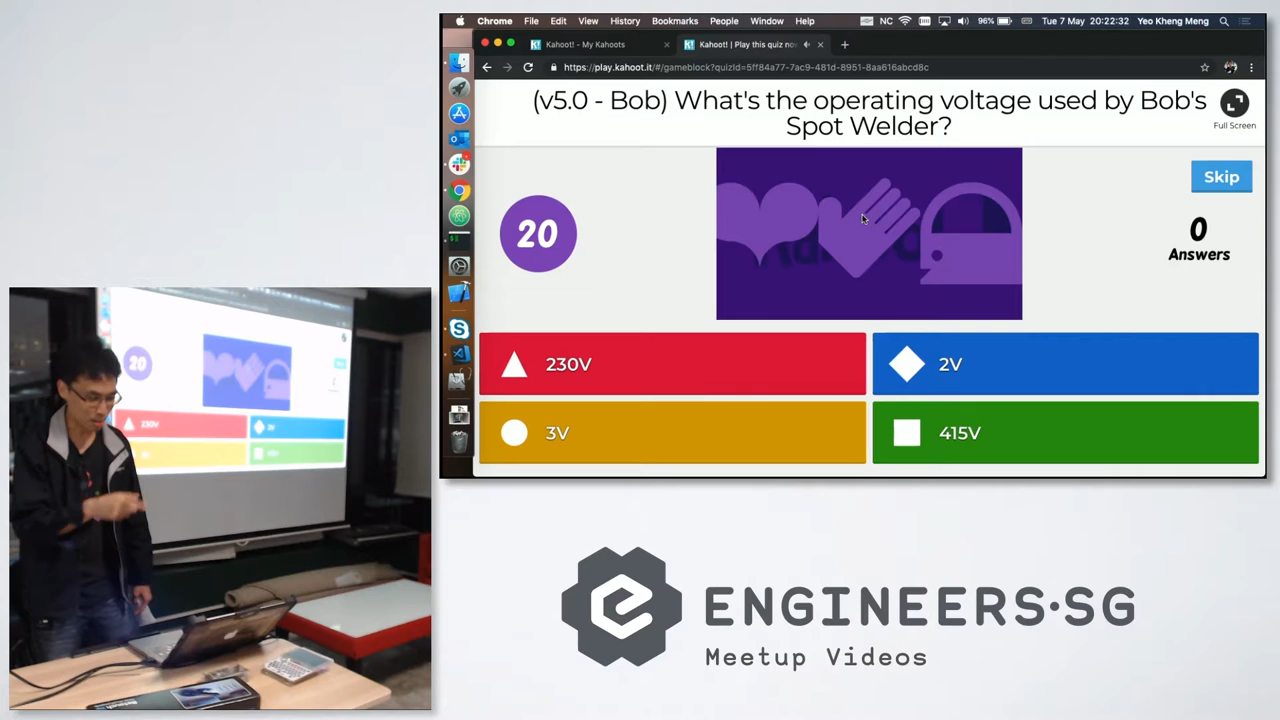 Chrome File Edit View History Bookmarks People Window Help NC 96% Tue 7 May 20:22:32 Yeo Kheng Meng
Kahoot! - My Kahoots
Kahoot! | Play this quiz no
https://play.kahoot.it/#/gameblock?quizId=5ff84a77-7ac9-481d-8951-8aa616abcd8c
(v5.0 - Bob) What's the operating voltage used by Bob's
Spot Welder?
Full Screen
Skip
20
0
Answers
230V
2V
3V
415V
20
230V
2V
ENGINEERS·SG
Meetup Videos